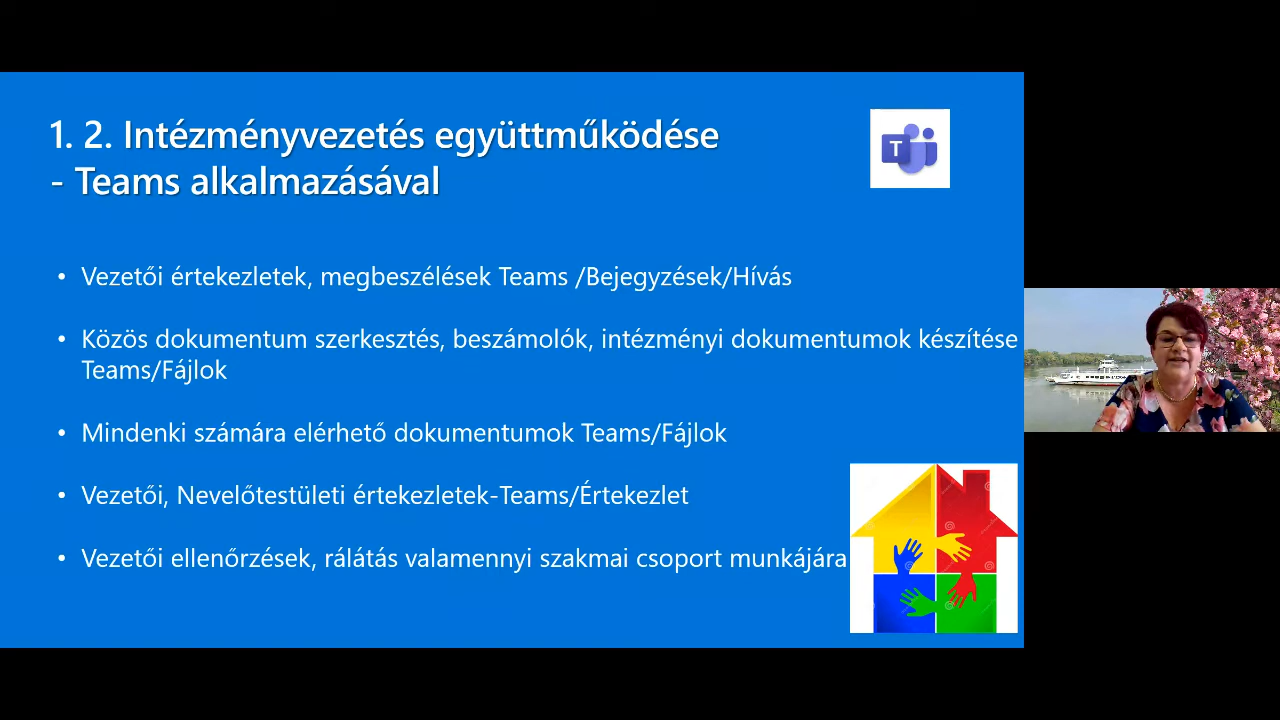 1. 2. Intézményvezetés együttműködése
- Teams alkalmazásával
T
• Vezetői értekezletek, megbeszélések Teams /Bejegyzések/Hívás
• Közös dokumentum szerkesztés, beszámolók, intézményi dokumentumok készítése
Teams/Fájlok
• Mindenki számára elérhető dokumentumok Teams/Fájlok
• Vezetői, Nevelőtestületi értekezletek-Teams/Értekezlet
• Vezetői ellenőrzések, rálátás valamennyi szakmai csoport munkájára